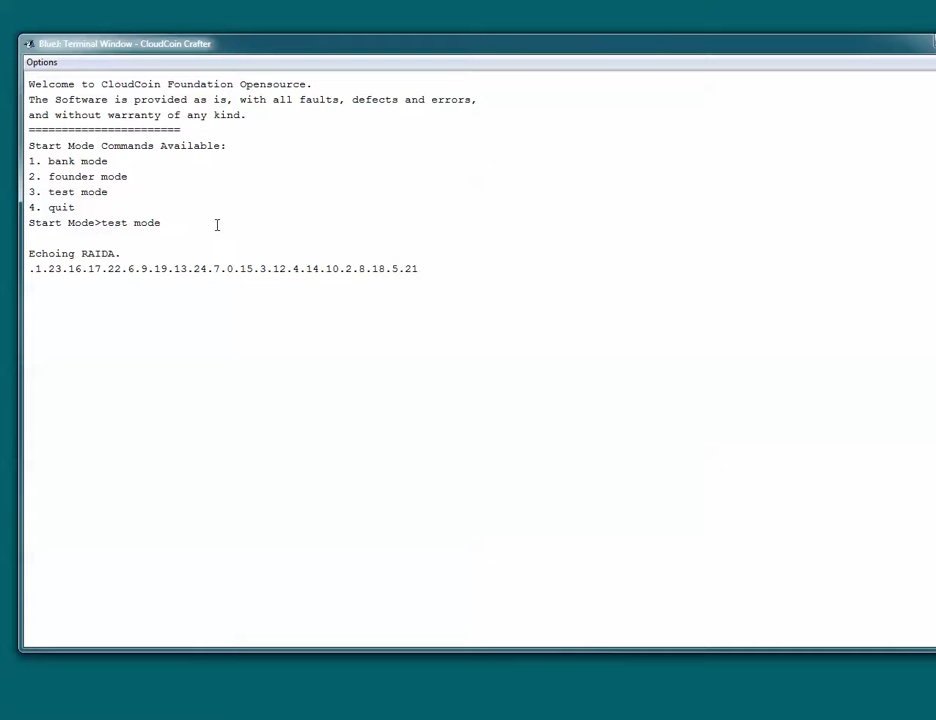 BlueJ: Terminal Window - CloudCoin Crafter
Options
Welcome to CloudCoin Foundation Opensource.
The Software is provided as is, with all faults, defects and errors,
and without warranty of any kind.
=======================
Start Mode Commands Available:
1. bank mode
2. founder mode
3. test mode
4. quit
Start Mode>test mode
Echoing RAIDA.
.1.23.16.17.22.6.9.19.13.24.7.0.15.3.12.4.14.10.2.8.18.5.21